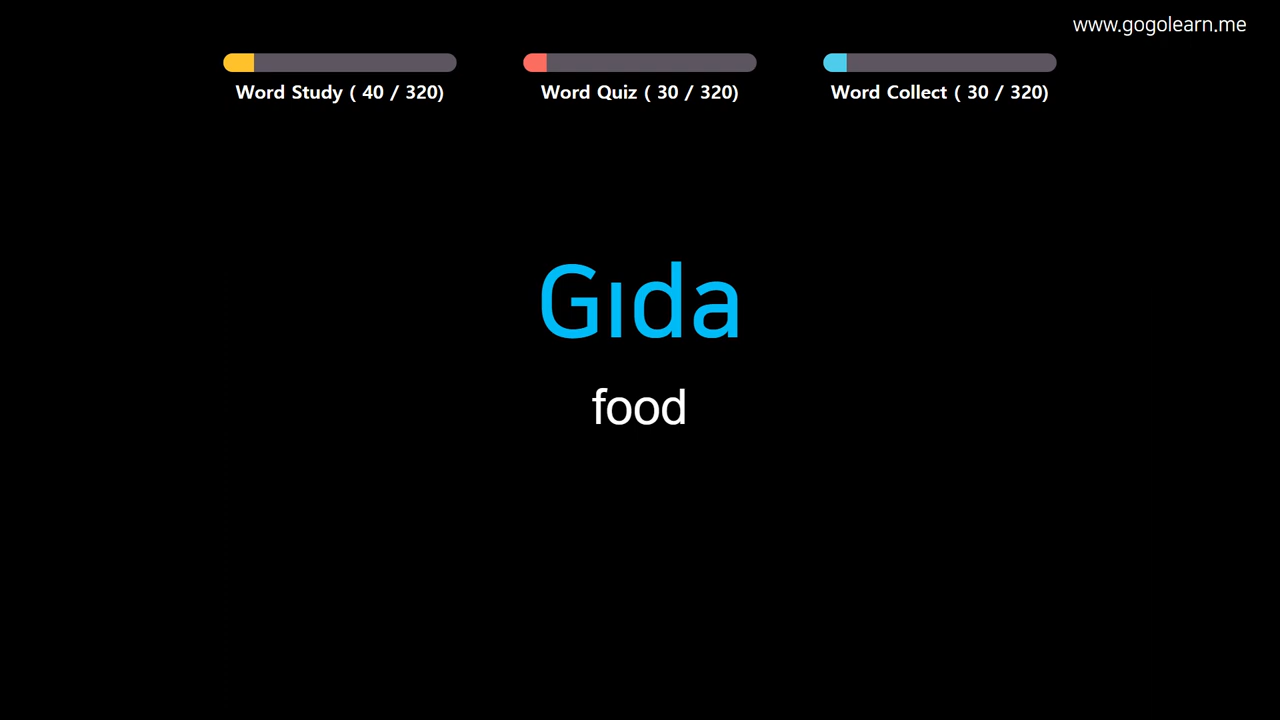 www.gogolearn.me
Word Study ( 40 / 320)
Word Quiz ( 30 / 320)
Word Collect ( 30 / 320)
Gıda
food